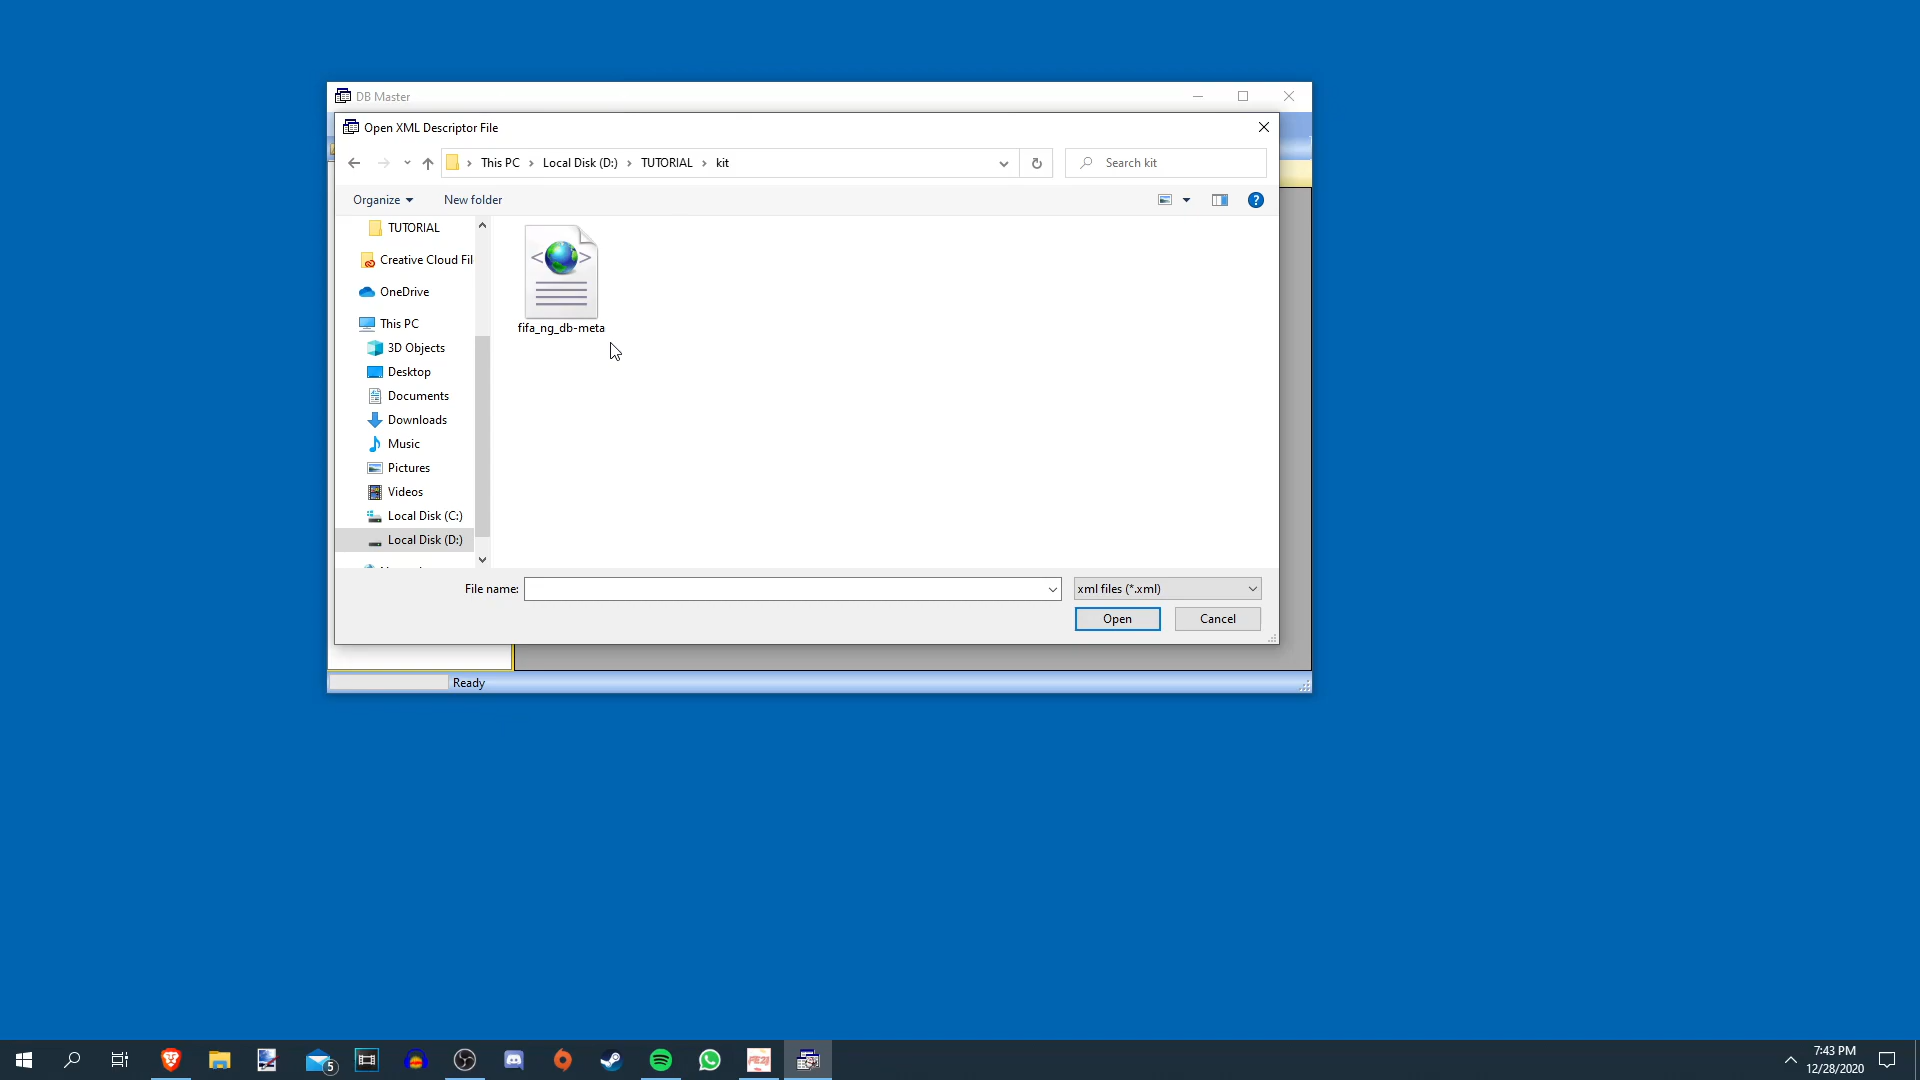 DB Master
Open XML Descriptor File
This PC
Local Disk (D:)
TUTORIAL
kit
Search kit
Organize
New folder
TUTORIAL
Creative Cloud Fil
OneDrive
This PC
3D Objects
Desktop
Documents
Downloads
Music
Pictures
Videos
Local Disk (C:)
Local Disk (D:)
fifa_ng_db-meta
File name:
xml files (*.xml)
Open
Cancel
Ready
5
FE21
7:43 PM
12/28/2020